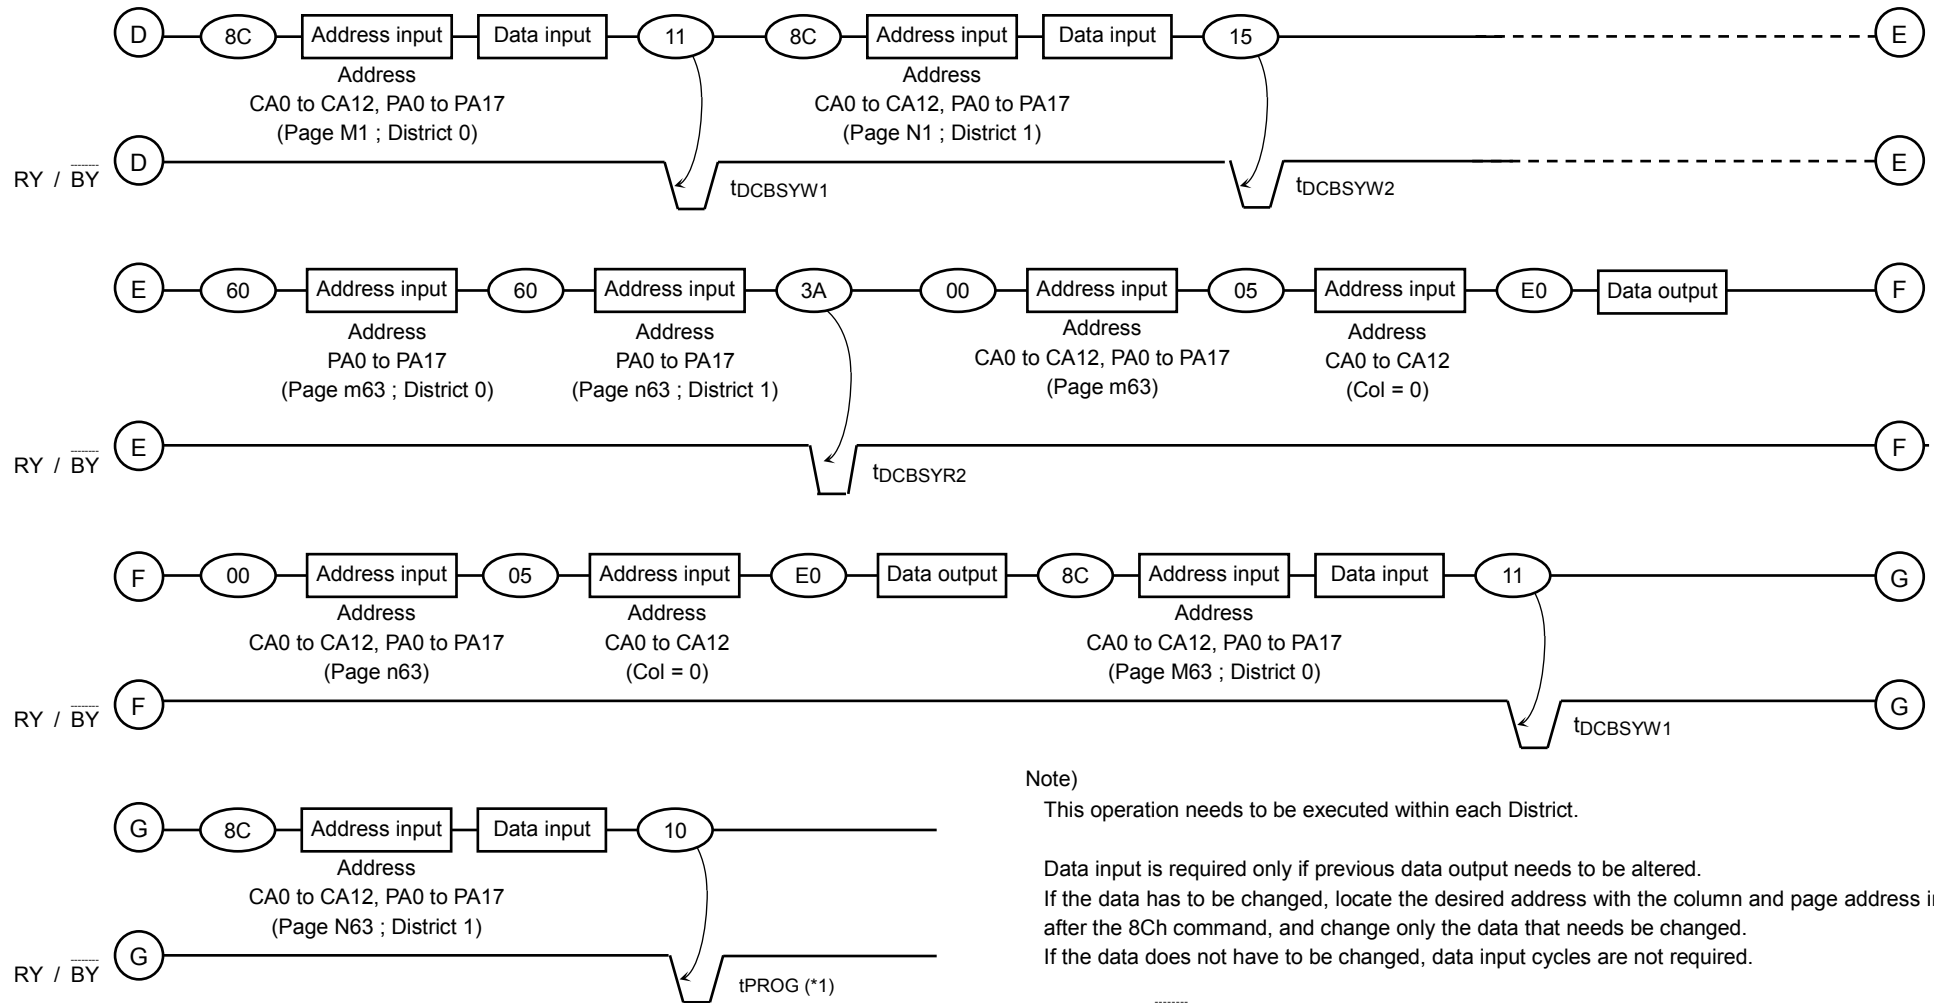 D 8C Address input Data input 11 8C Address input Data input 15 E
Address Address
CA0 to CA12, PA0 to PA17 CA0 to CA12, PA0 to PA17
(Page M1 ; District 0) (Page N1 ; District 1)
RY / BY D E
tDCBSYW1 tDCBSYW2
E 60 Address input 60 Address input 3A 00 Address input 05 Address input E0 Data output F
Address Address Address Address
PA0 to PA17 PA0 to PA17 CA0 to CA12, PA0 to PA17 CA0 to CA12
(Page m63 ; District 0) (Page n63 ; District 1) (Page m63) (Col = 0)
RY / BY E F
tDCBSYR2
F 00 Address input 05 Address input E0 Data output 8C Address input Data input 11 G
Address Address Address
CA0 to CA12, PA0 to PA17 CA0 to CA12 CA0 to CA12, PA0 to PA17
(Page n63) (Col = 0) (Page M63 ; District 0)
RY / BY F G
tDCBSYW1
G 8C Address input Data input 10
Address
CA0 to CA12, PA0 to PA17
(Page N63 ; District 1)
RY / BY G
tPROG (*1)
Note)
This operation needs to be executed within each District.
Data input is required only if previous data output needs to be altered.
If the data has to be changed, locate the desired address with the column and page address
after the 8Ch command, and change only the data that needs be changed.
If the data does not have to be changed, data input cycles are not required.